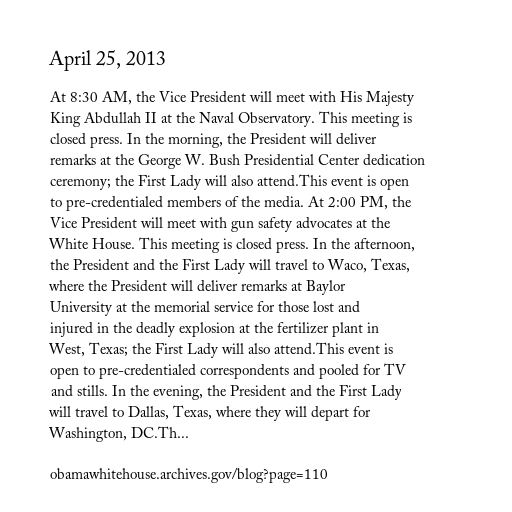 April 25, 2013
At 8:30 AM, the Vice President will meet with His Majesty
King Abdullah II at the Naval Observatory. This meeting is
closed press. In the morning, the President will deliver
remarks at the George W. Bush Presidential Center dedication
ceremony; the First Lady will also attend.This event is open
to pre-credentialed members of the media. At 2:00 PM, the
Vice President will meet with gun safety advocates at the
White House. This meeting is closed press. In the afternoon,
the President and the First Lady will travel to Waco, Texas,
where the President will deliver remarks at Baylor
University at the memorial service for those lost and
injured in the deadly explosion at the fertilizer plant in
West, Texas; the First Lady will also attend.This event is
open to pre-credentialed correspondents and pooled for TV
and stills. In the evening, the President and the First Lady
will travel to Dallas, Texas, where they will depart for
Washington, DC.Th...
obamawhitehouse.archives.gov/blog?page=110